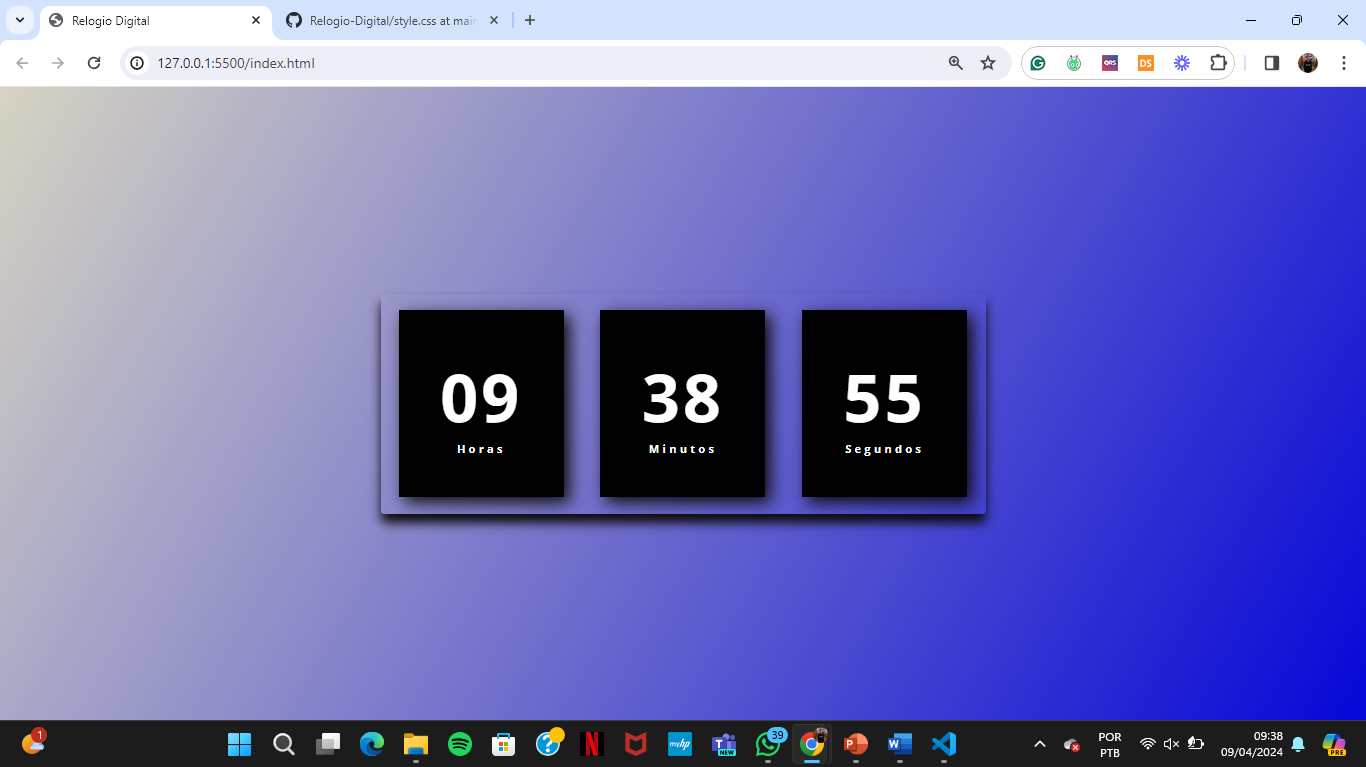 Relogio Digital
Relogio-Digital/style.css at mai
127.0.0.1:5500/index.html
QRS
DS
09
38
55
Horas
Minutos
Segundos
1
myhp
NEW
39
POR
PTB
09:38
09/04/2024
PRE